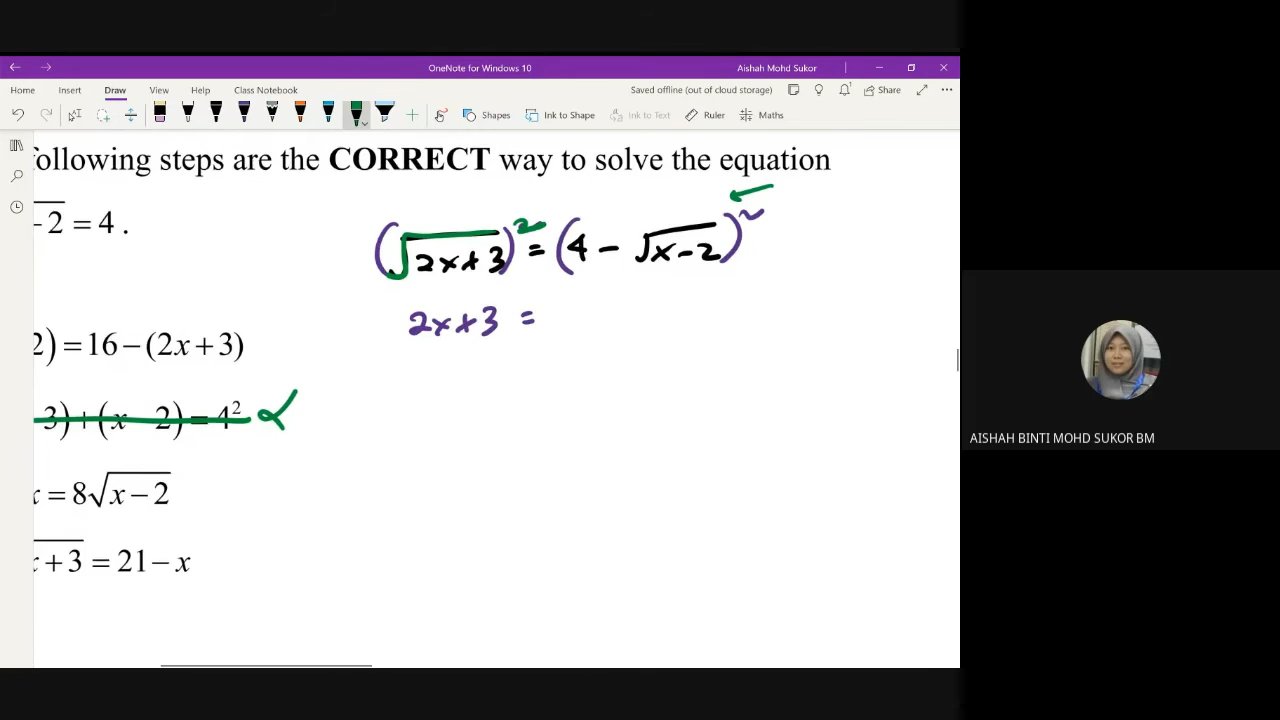 OneNote for Windows 10
Aishah Mohd Sukor
Home Insert Draw View Help Class Notebook
Saved offline (out of cloud storage)
Share
Shapes Ink to Shape Ink to Text Ruler Maths
following steps are the CORRECT way to solve the equation
-2 = 4 .
(√2x+3)² = (4 - √x-2)²
2x+3 =
2) = 16 - (2x + 3)
3) + (x 2) = 4²
x = 8√x - 2
x + 3 = 21 - x
AISHAH BINTI MOHD SUKOR BM